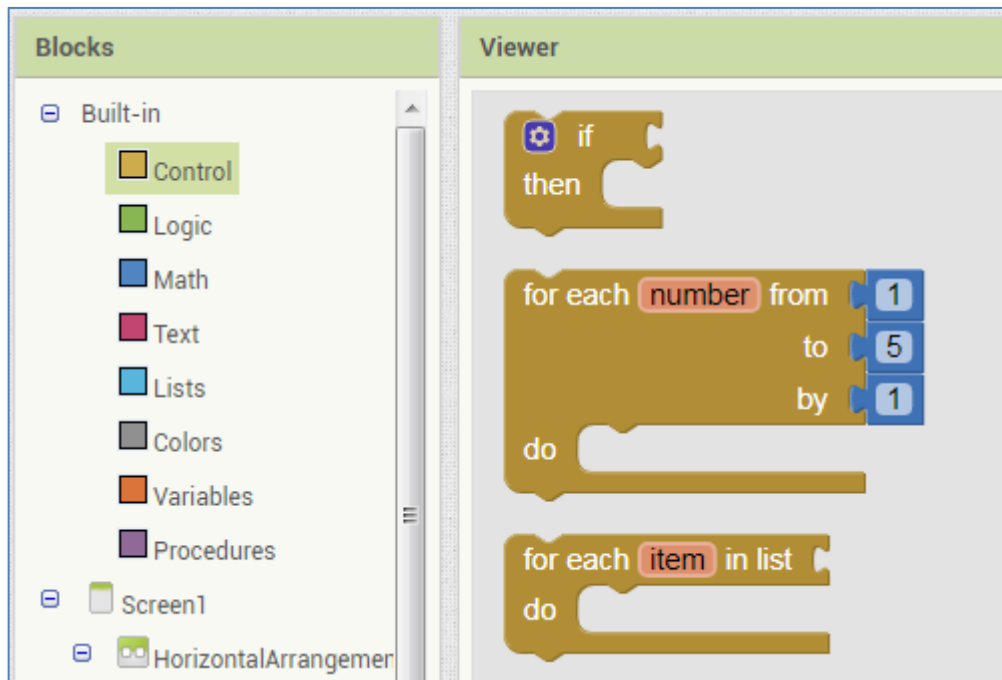 Blocks
Built-in
Control
Logic
Math
Text
Lists
Colors
Variables
Procedures
Screen1
HorizontalArrangemen
Viewer
if
then
for each number from 1
to 5
by 1
do
for each item in list
do